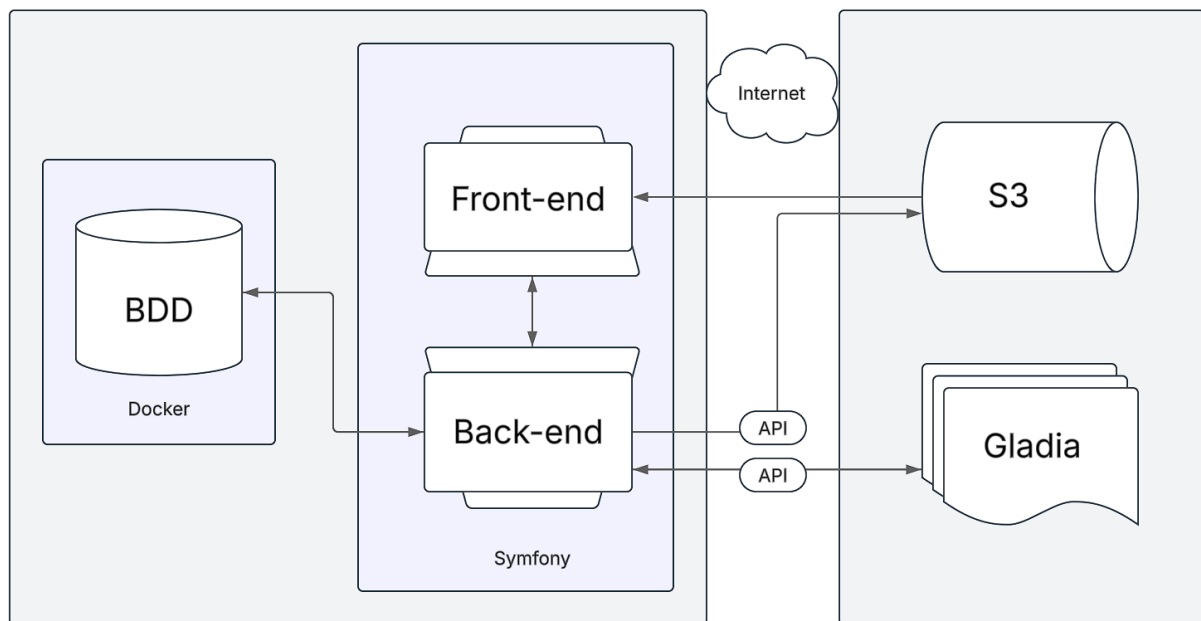 Internet
Front-end
S3
BDD
Docker
Back-end
API
API
Gladia
Symfony